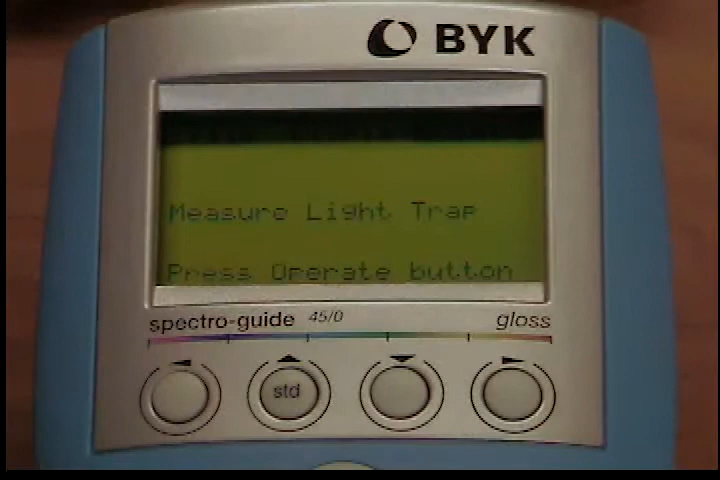 BYK
Measure Light Trap
Press Operate button
spectro-guide 45/0 gloss
std